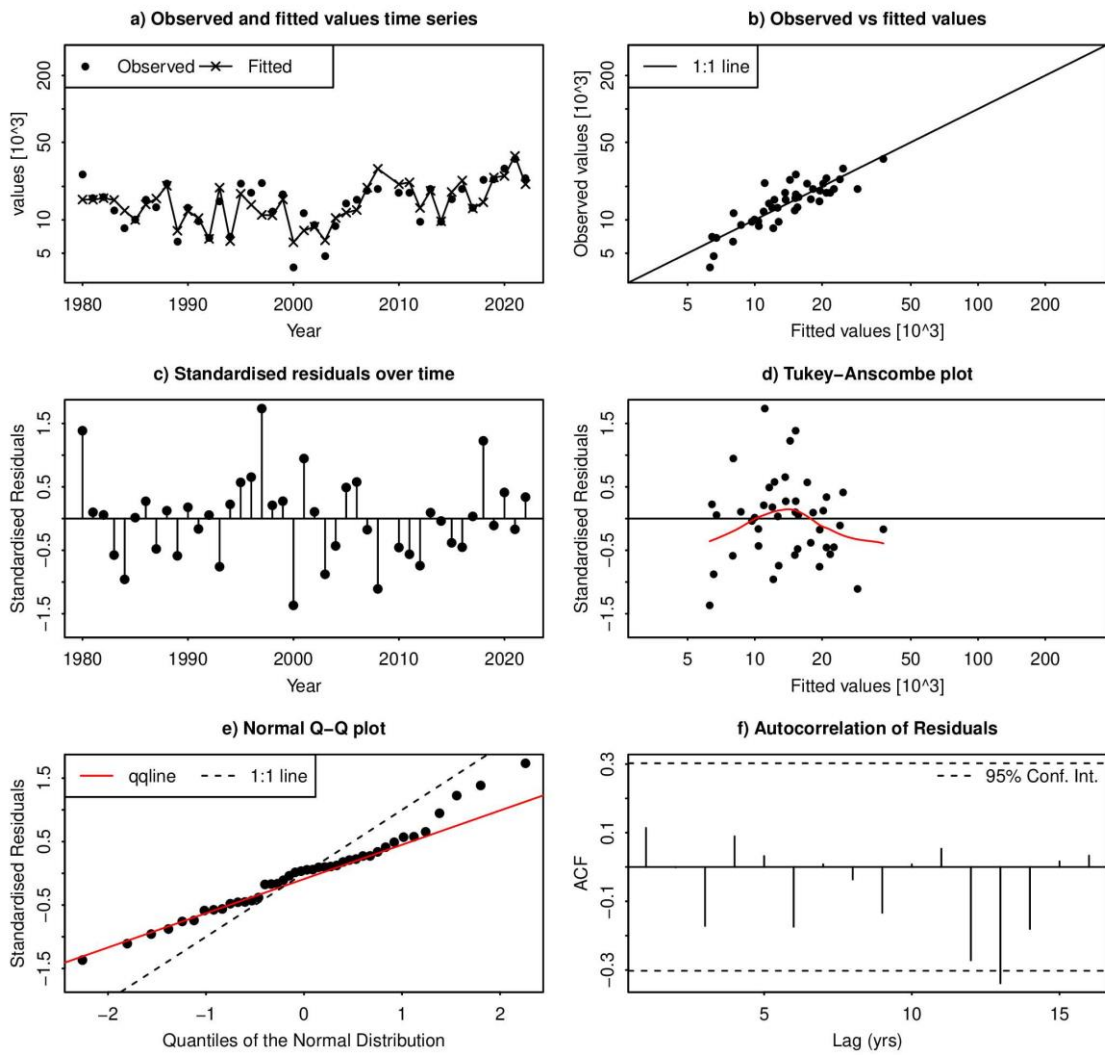 a) Observed and fitted values time series
Observed
Fitted
values [10^3]
200
50
10
5
1980 1990 2000 2010 2020
Year
b) Observed vs fitted values
1:1 line
Observed values [10^3]
200
50
10
5
5 10 20 50 100 200
Fitted values [10^3]
c) Standardised residuals over time
Standardised Residuals
1.5
0.5
−0.5
−1.5
1980 1990 2000 2010 2020
Year
d) Tukey−Anscombe plot
Standardised Residuals
1.5
0.5
−0.5
−1.5
5 10 20 50 100 200
Fitted values [10^3]
e) Normal Q−Q plot
qqline
1:1 line
Standardised Residuals
1.5
0.5
−0.5
−1.5
−2 −1 0 1 2
Quantiles of the Normal Distribution
f) Autocorrelation of Residuals
95% Conf. Int.
ACF
0.3
0.1
−0.1
−0.3
5 10 15
Lag (yrs)